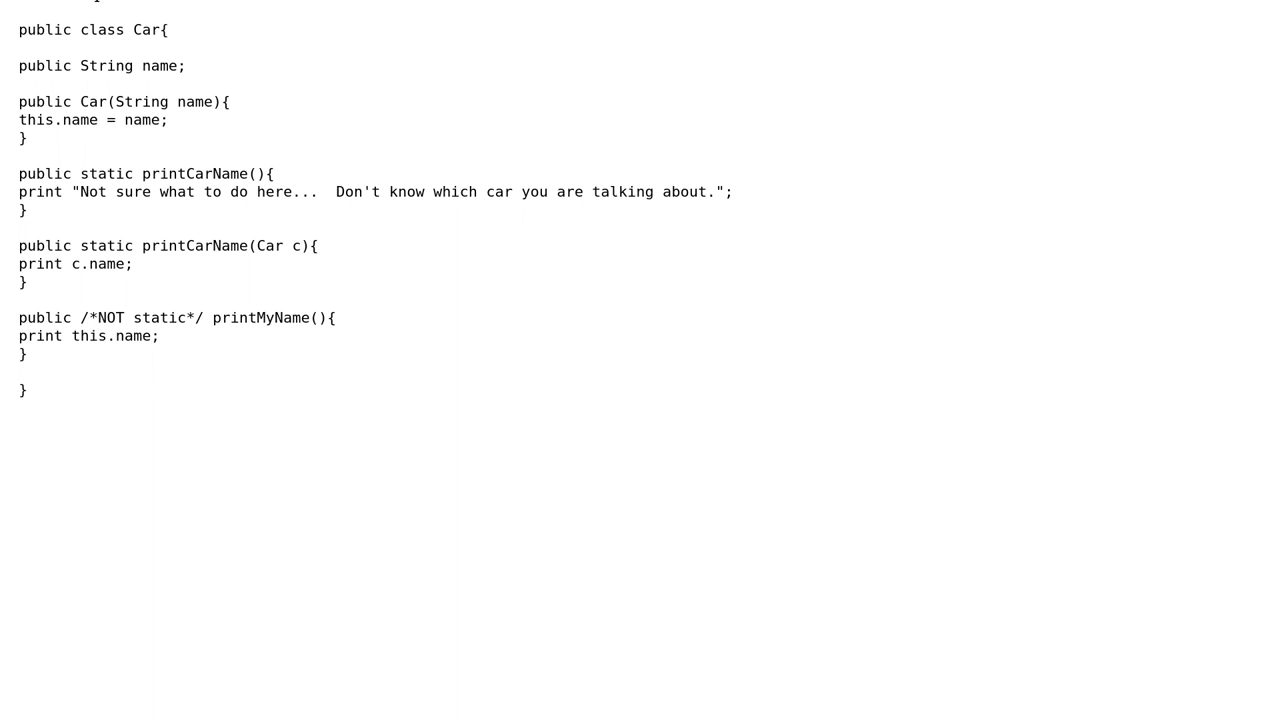 public class Car{
public String name;
public Car(String name){
this.name = name;
}
public static printCarName(){
print "Not sure what to do here...  Don't know which car you are talking about.";
}
public static printCarName(Car c){
print c.name;
}
public /*NOT static*/ printMyName(){
print this.name;
}
}